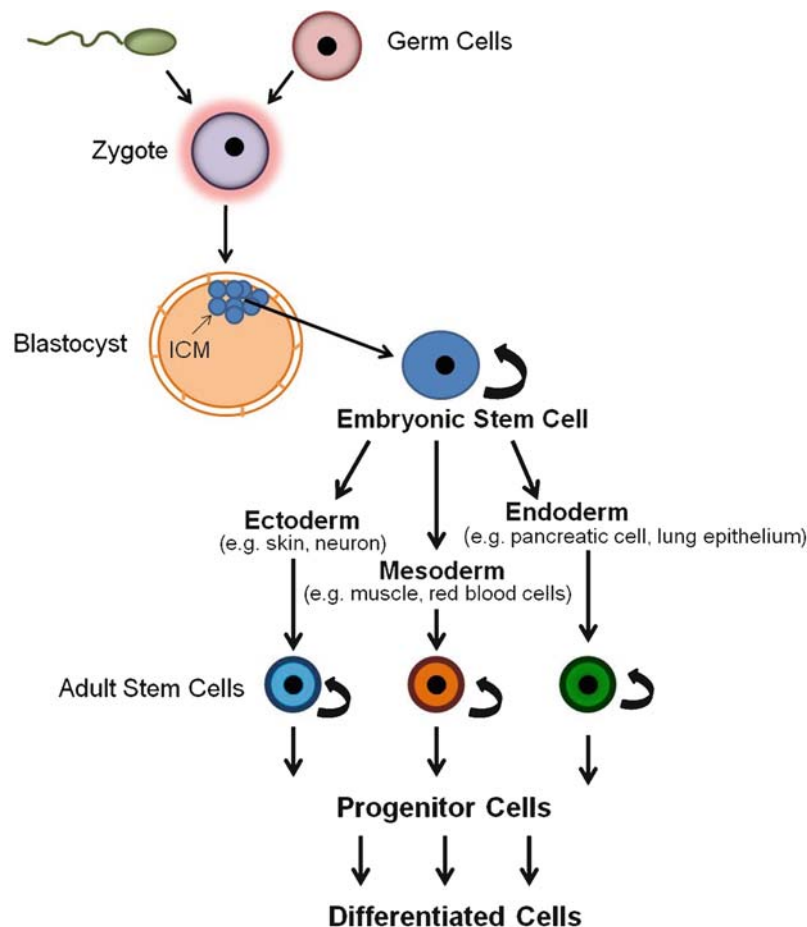 Germ Cells
Zygote
Blastocyst
ICM
Embryonic Stem Cell
Ectoderm
(e.g. skin, neuron)
Endoderm
(e.g. pancreatic cell, lung epithelium)
Mesoderm
(e.g. muscle, red blood cells)
Adult Stem Cells
Progenitor Cells
Differentiated Cells